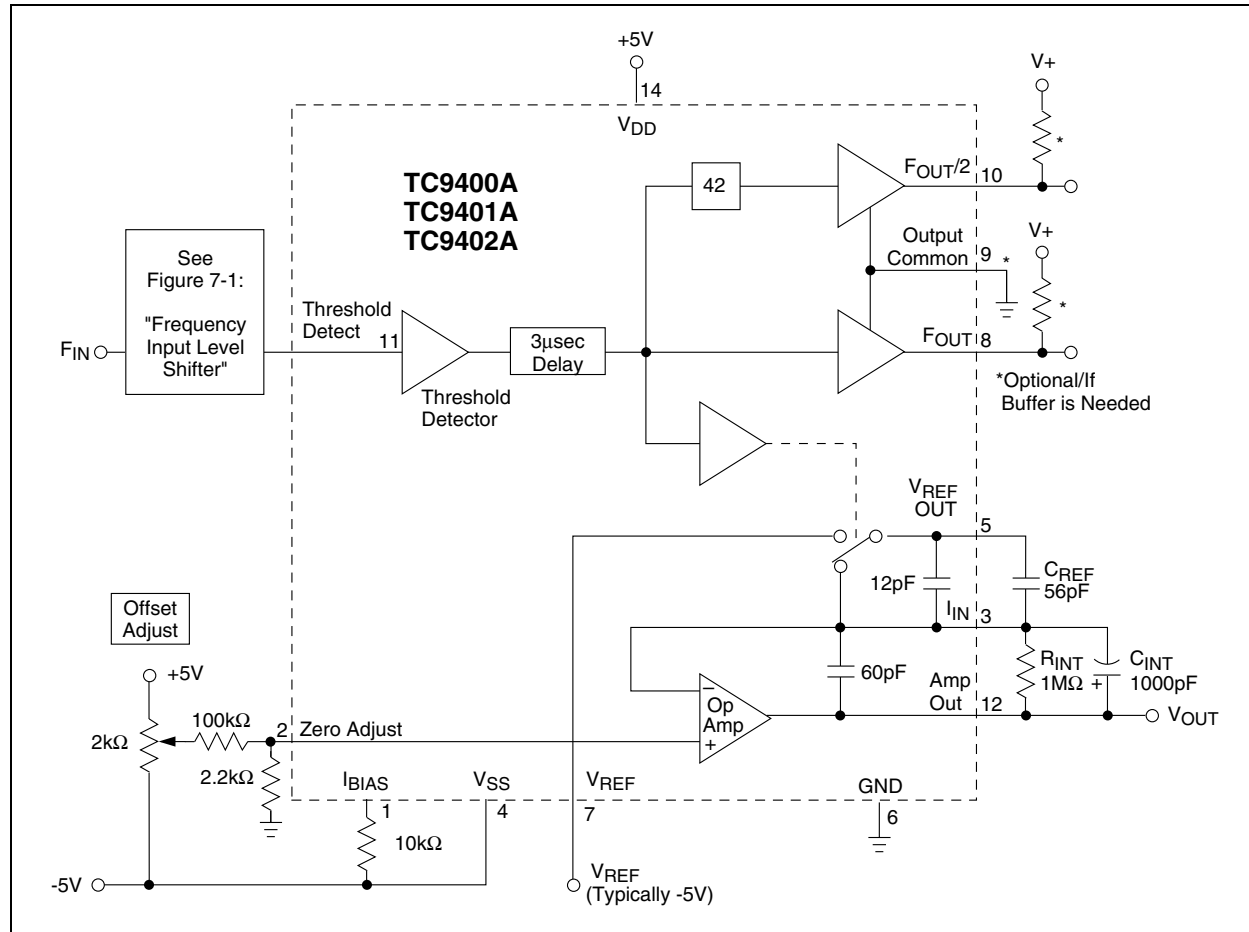 +5V
14
VDD
V+
*
TC9400A
TC9401A
TC9402A
42
FOUT/2
10
Output
Common
9
*
V+
*
See
Figure 7-1:
"Frequency
Input Level
Shifter"
FIN
Threshold
Detect
11
Threshold
Detector
3μsec
Delay
FOUT
8
*Optional/If
Buffer is Needed
VREF
OUT
5
12pF
CREF
56pF
IIN
3
60pF
RINT
1MΩ
+
CINT
1000pF
Amp
Out
12
VOUT
–
Op
Amp
+
Offset
Adjust
+5V
2kΩ
100kΩ
2
Zero Adjust
2.2kΩ
IBIAS
1
VSS
4
VREF
7
GND
6
10kΩ
-5V
VREF
(Typically -5V)